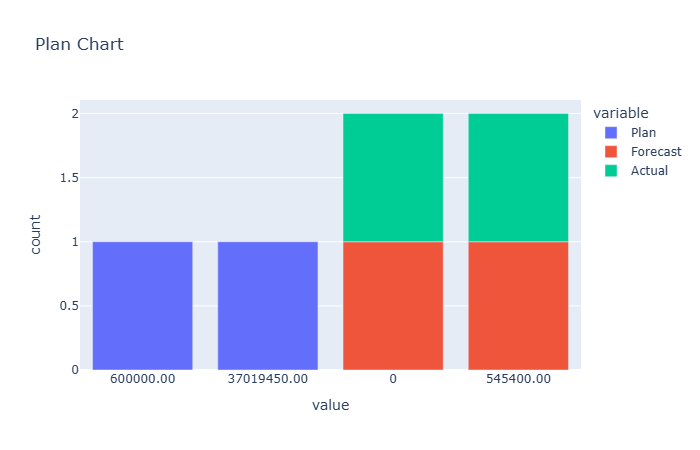 Plan Chart
variable
Plan
Forecast
Actual
count
2
1.5
1
0.5
0
600000.00
37019450.00
0
545400.00
value